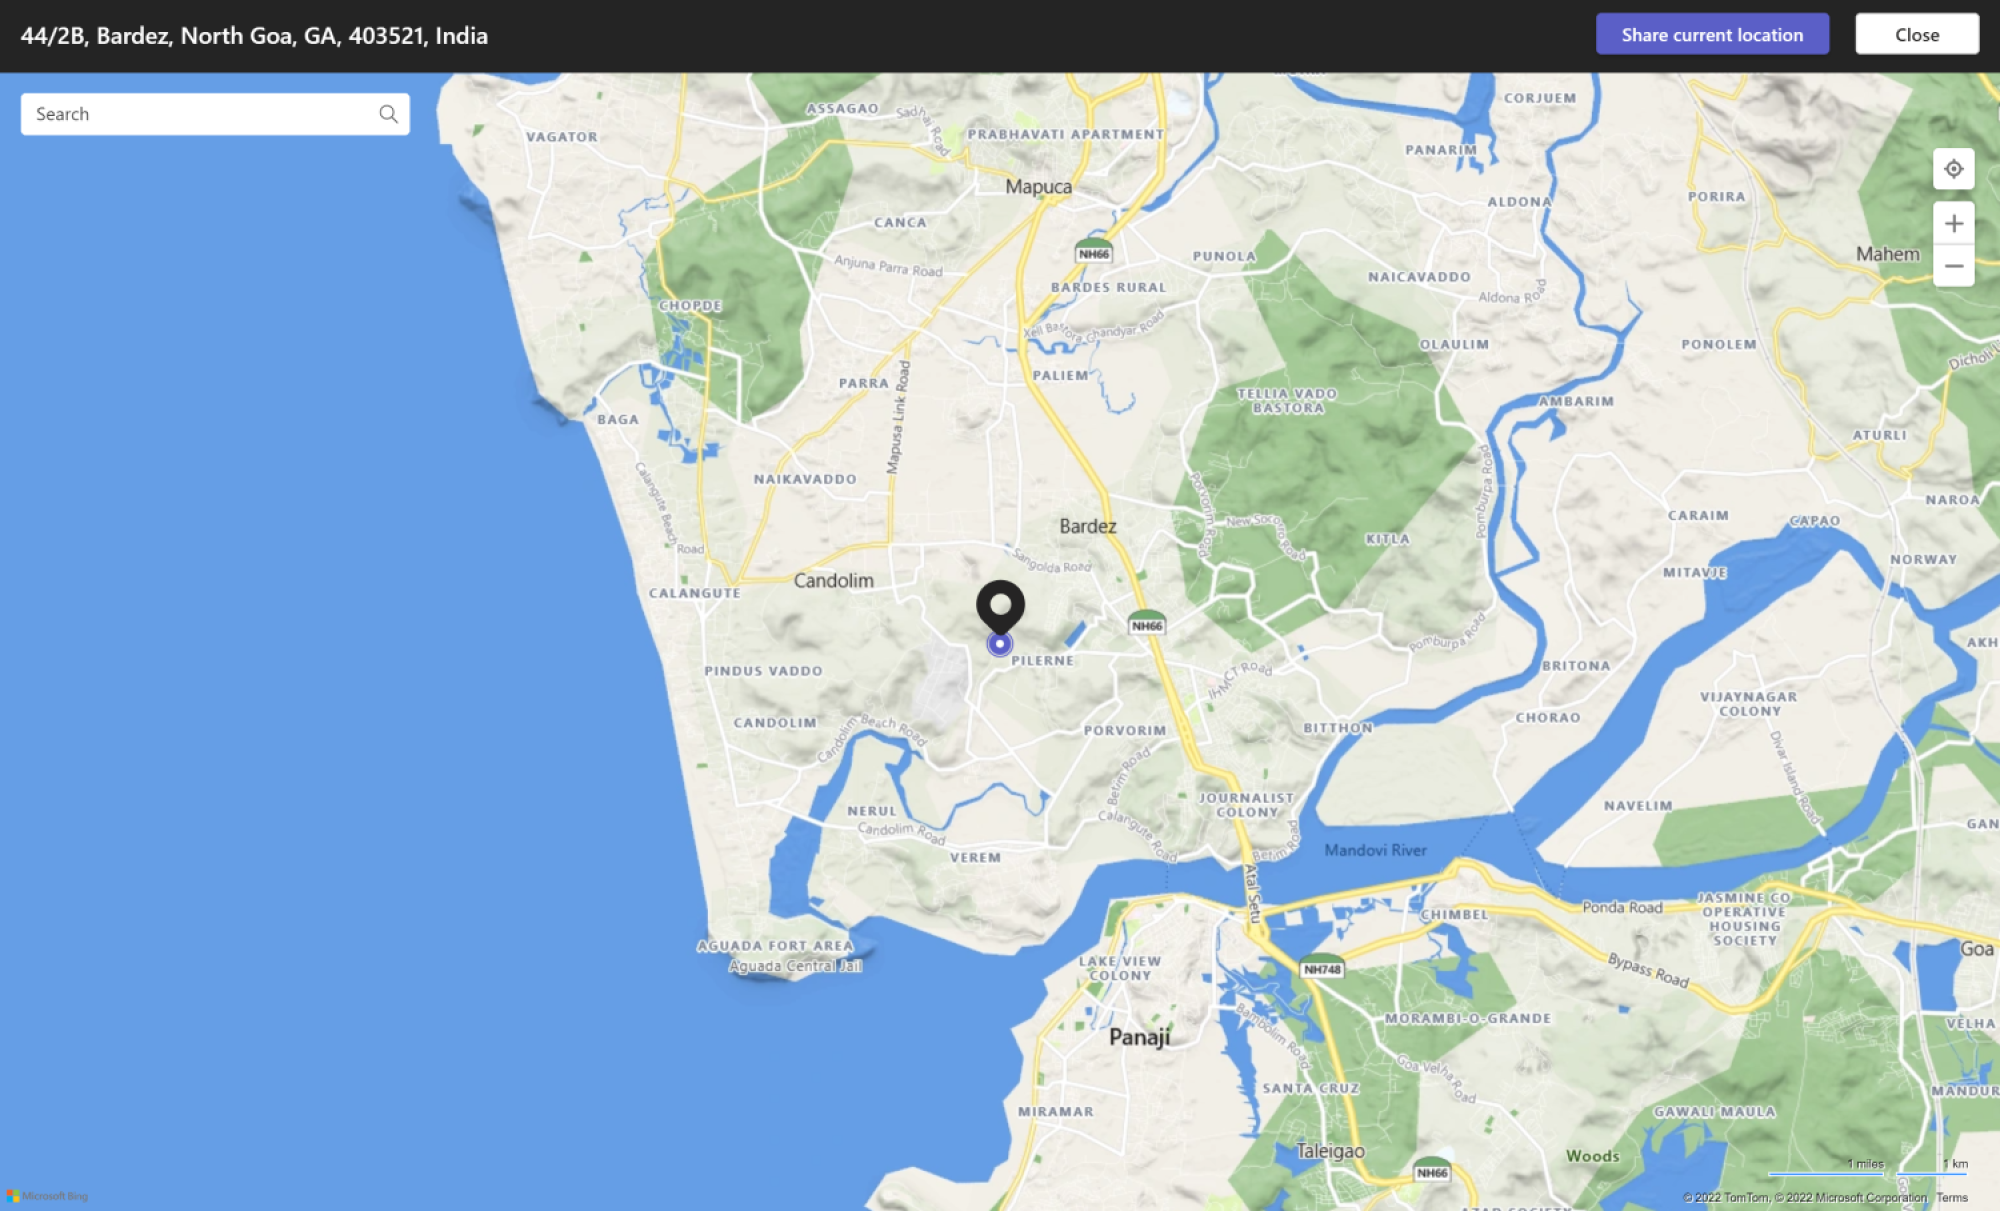 44/2B, Bardez, North Goa, GA, 403521, India
Share current location
Close
Search
CORJUEM
ASSAGAO
Sadhai Road
VAGATOR
PRABHAVATI APARTMENT
PANARIM
Mapuca
ALDONA
PORIRA
CANCA
NH66
PUNOLA
Mahem
Anjuna Parra Road
NAICAVADDO
BARDES RURAL
Aldona Road
CHOPDE
Xell Bastora Chandyar Road
OLAULIM
PONOLEM
Dicholi
PARRA
Mapusa Link Road
PALIEM
TELLIA VADO
BASTORA
AMBARIM
BAGA
ATURLI
Calangute Beach Road
NAIKAVADDO
Porvorim Road
Pomburpa Road
NAROA
Bardez
New Socorro Road
CARAIM
CAPAO
KITLA
Sangolda Road
NORWAY
Candolim
MITAVJE
CALANGUTE
NH66
Pomburpa Road
AKH
PILERNE
BRITONA
PINDUS VADDO
IHMCT Road
VIJAYNAGAR
COLONY
CANDOLIM
Candolim Beach Road
PORVORIM
BITTHON
CHORAO
Betim Road
Divar Island Road
JOURNALIST
COLONY
NERUL
NAVELIM
Candolim Road
Calangute Road
GAN
VEREM
Betim Road
Mandovi River
Atal Setu
JASMINE CO
OPERATIVE
HOUSING
SOCIETY
Ponda Road
CHIMBEL
AGUADA FORT AREA
Aguada Central Jail
LAKE VIEW
COLONY
NH748
Bypass Road
Goa
MORAMBI-O-GRANDE
VELHA
Panaji
Bambolim Road
Goa Velha Road
SANTA CRUZ
MANDUR
MIRAMAR
GAWALI MAULA
Taleigao
Woods
NH66
1 miles
1 km
Microsoft Bing
© 2022 TomTom, © 2022 Microsoft Corporation
Terms